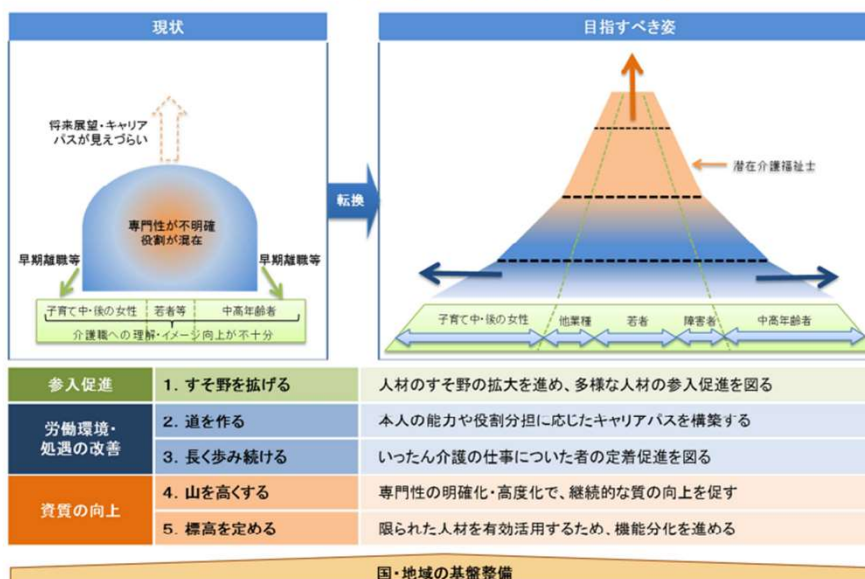 現状
将来展望・キャリア
パスが見えづらい
専門性が不明確
役割が混在
早期離職等
早期離職等
子育て中・後の女性
若者等
中高年齢者
介護職への理解・イメージ向上が不十分
転換
目指すべき姿
潜在介護福祉士
子育て中・後の女性
他業種
若者
障害者
中高年齢者
参入促進
1. すそ野を拡げる
人材のすそ野の拡大を進め、多様な人材の参入促進を図る
労働環境・
処遇の改善
2. 道を作る
本人の能力や役割分担に応じたキャリアパスを構築する
3. 長く歩み続ける
いったん介護の仕事についた者の定着促進を図る
資質の向上
4. 山を高くする
専門性の明確化・高度化で、継続的な質の向上を促す
5. 標高を定める
限られた人材を有効活用するため、機能分化を進める
国・地域の基盤整備